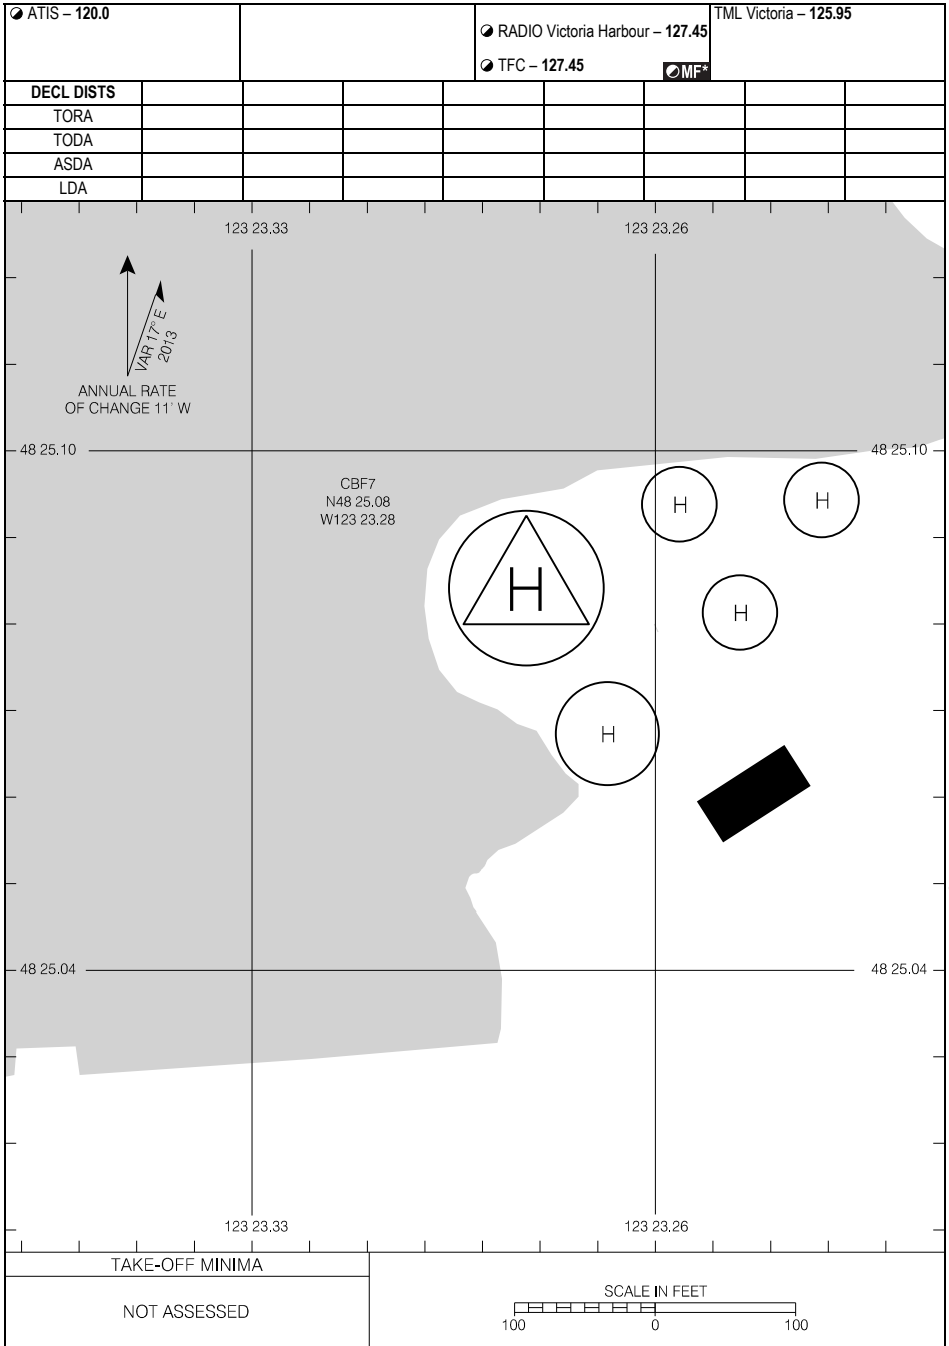 ATIS – 120.0
RADIO Victoria Harbour – 127.45
TFC – 127.45
MF*
TML Victoria – 125.95
DECL DISTS
TORA
TODA
ASDA
LDA
123 23.33
123 23.26
VAR 17° E
2013
ANNUAL RATE
OF CHANGE 11' W
48 25.10
48 25.10
CBF7
N48 25.08
W123 23.28
H
H
H
H
H
48 25.04
48 25.04
123 23.33
123 23.26
TAKE-OFF MINIMA
NOT ASSESSED
SCALE IN FEET
100
0
100